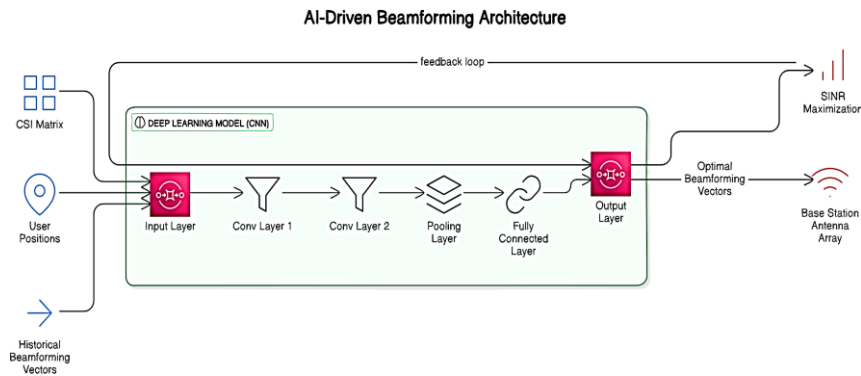 AI-Driven Beamforming Architecture
feedback loop
SINR
Maximization
CSI Matrix
DEEP LEARNING MODEL (CNN)
Optimal
Beamforming
Vectors
User
Positions
Input Layer
Conv Layer 1
Conv Layer 2
Pooling
Layer
Fully
Connected
Layer
Output
Layer
Base Station
Antenna
Array
Historical
Beamforming
Vectors